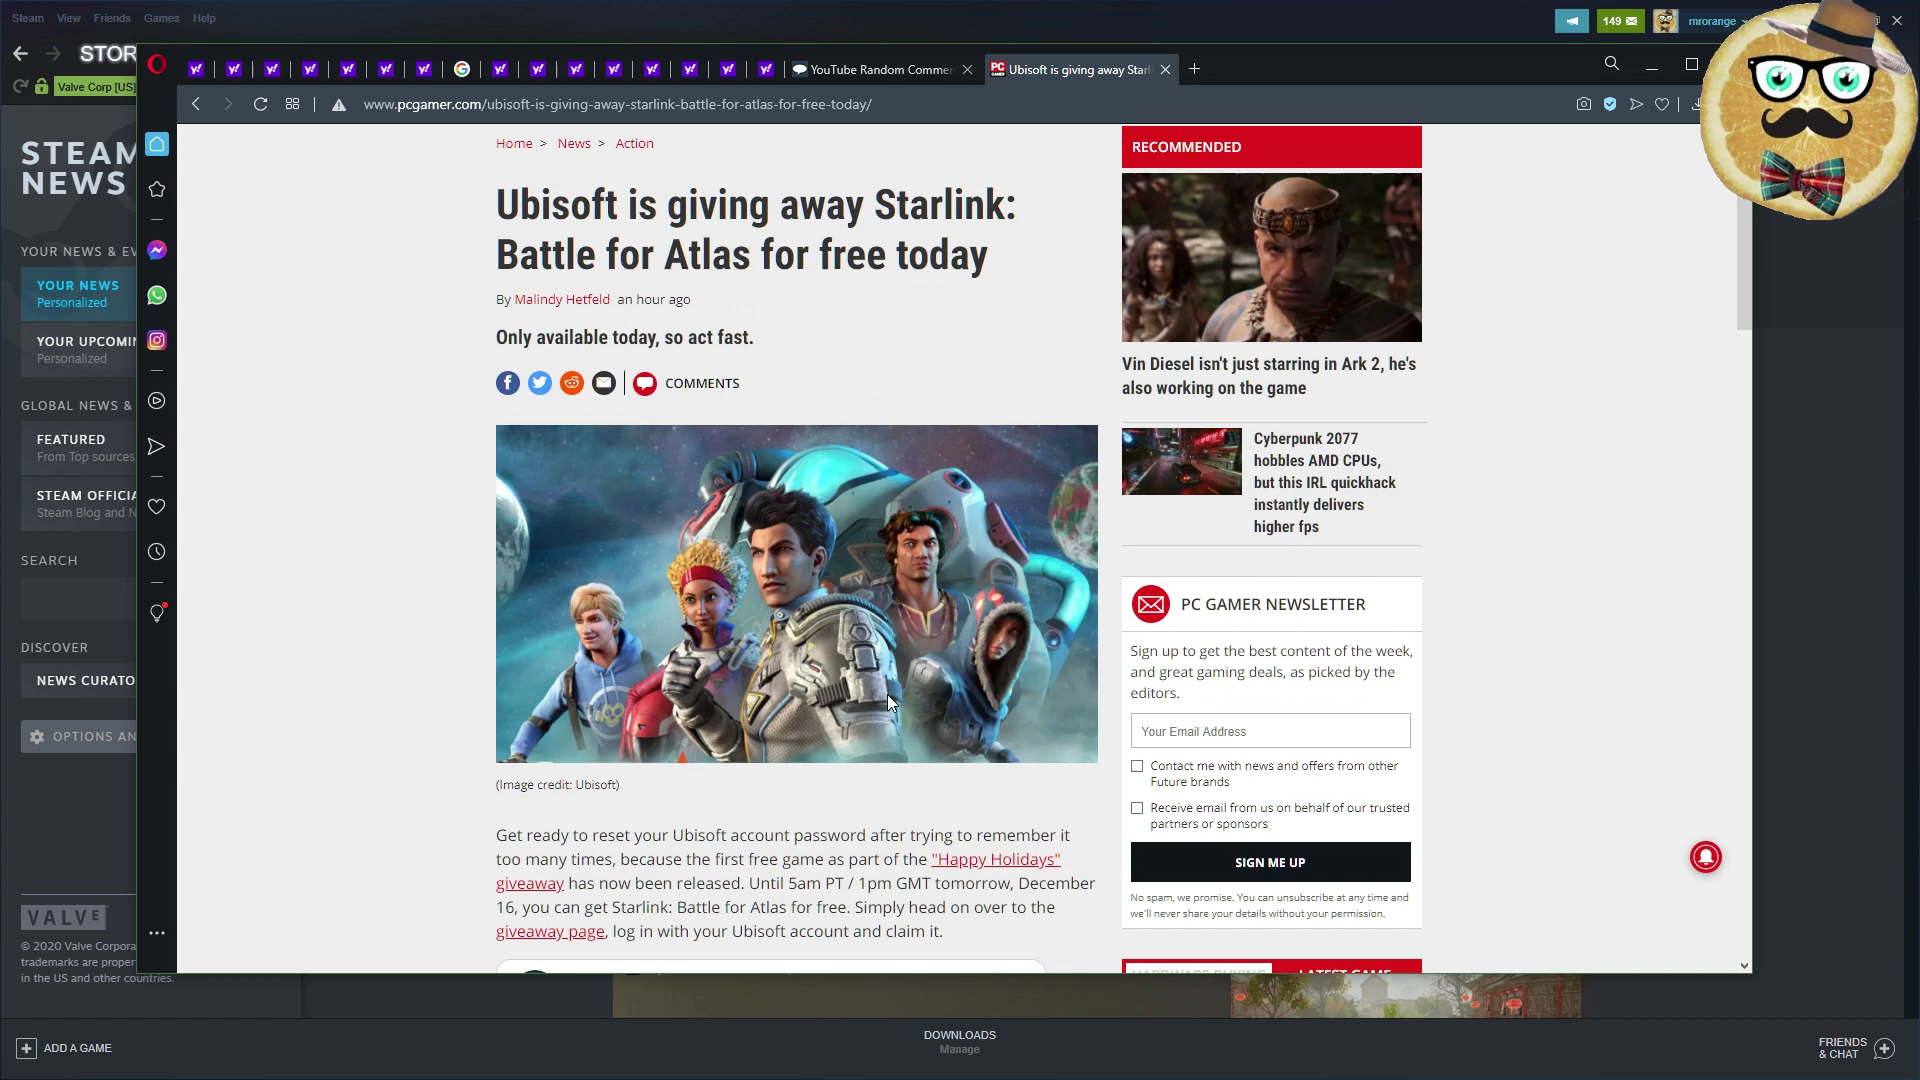 Steam View Friends Games Help
149
mrorange
STOR
Valve Corp [US]
YouTube Random Commen
Ubisoft is giving away Starli
www.pcgamer.com/ubisoft-is-giving-away-starlink-battle-for-atlas-for-free-today/
STEAM
NEWS
YOUR NEWS & EV
YOUR NEWS
Personalized
YOUR UPCOMIN
Personalized
GLOBAL NEWS &
FEATURED
From Top sources
STEAM OFFICIA
Steam Blog and N
SEARCH
DISCOVER
NEWS CURATO
OPTIONS AN
VALVE
© 2020 Valve Corpora
trademarks are proper
in the US and other countries.
Home > News > Action
Ubisoft is giving away Starlink:
Battle for Atlas for free today
By Malindy Hetfeld an hour ago
Only available today, so act fast.
COMMENTS
(Image credit: Ubisoft)
Get ready to reset your Ubisoft account password after trying to remember it
too many times, because the first free game as part of the "Happy Holidays"
giveaway has now been released. Until 5am PT / 1pm GMT tomorrow, December
16, you can get Starlink: Battle for Atlas for free. Simply head on over to the
giveaway page, log in with your Ubisoft account and claim it.
RECOMMENDED
Vin Diesel isn't just starring in Ark 2, he's
also working on the game
Cyberpunk 2077
hobbles AMD CPUs,
but this IRL quickhack
instantly delivers
higher fps
PC GAMER NEWSLETTER
Sign up to get the best content of the week,
and great gaming deals, as picked by the
editors.
Your Email Address
Contact me with news and offers from other
Future brands
Receive email from us on behalf of our trusted
partners or sponsors
SIGN ME UP
No spam, we promise. You can unsubscribe at any time and
we'll never share your details without your permission.
HARDWARE BUYING
LATEST GAME
ADD A GAME
DOWNLOADS
Manage
FRIENDS
& CHAT